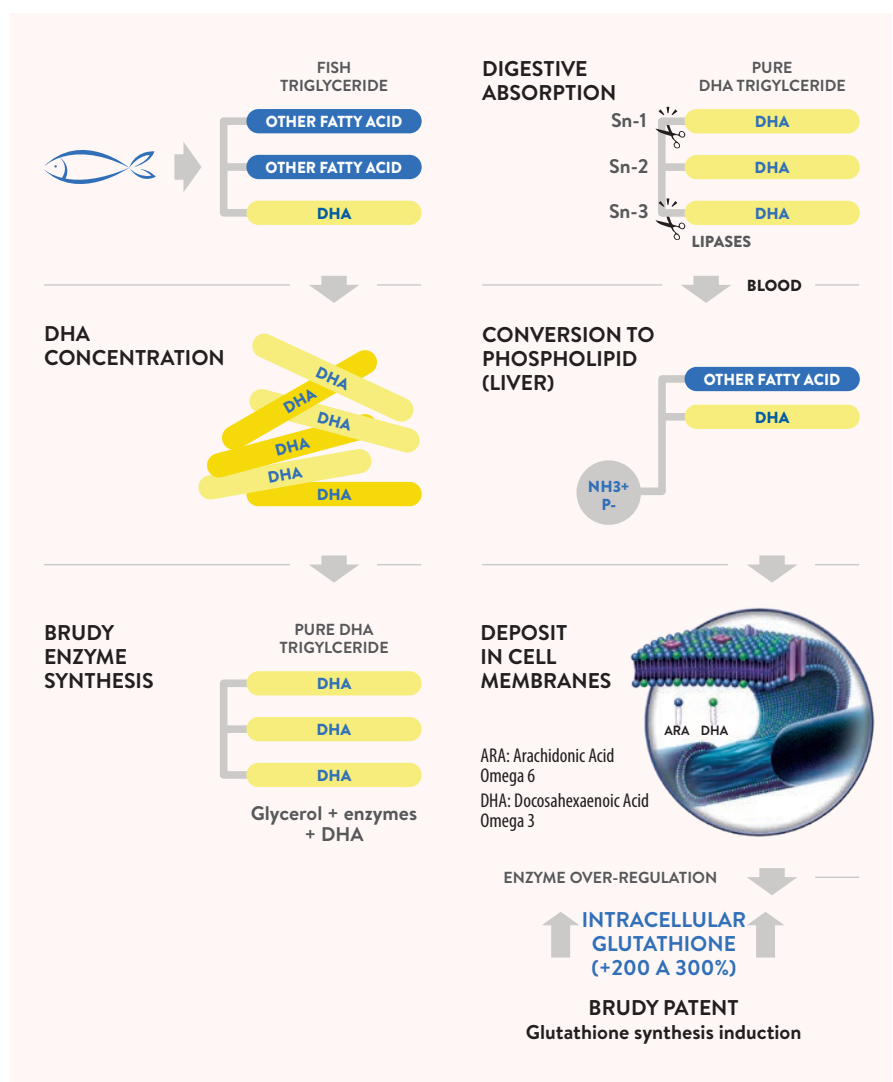 FISH
TRIGLYCERIDE
OTHER FATTY ACID
OTHER FATTY ACID
DHA
DHA
CONCENTRATION
DHA
DHA
DHA
DHA
DHA
DHA
BRUDY
ENZYME
SYNTHESIS
PURE DHA
TRIGYLCERIDE
DHA
DHA
DHA
Glycerol + enzymes
+ DHA
DIGESTIVE
ABSORPTION
PURE
DHA TRIGYLCERIDE
Sn-1
DHA
Sn-2
DHA
Sn-3
DHA
LIPASES
BLOOD
CONVERSION TO
PHOSPHOLIPID
(LIVER)
OTHER FATTY ACID
DHA
NH3+
P-
DEPOSIT
IN CELL
MEMBRANES
ARA DHA
ARA: Arachidonic Acid
Omega 6
DHA: Docosahexaenoic Acid
Omega 3
ENZYME OVER-REGULATION
INTRACELLULAR
GLUTATHIONE
(+200 A 300%)
BRUDY PATENT
Glutathione synthesis induction